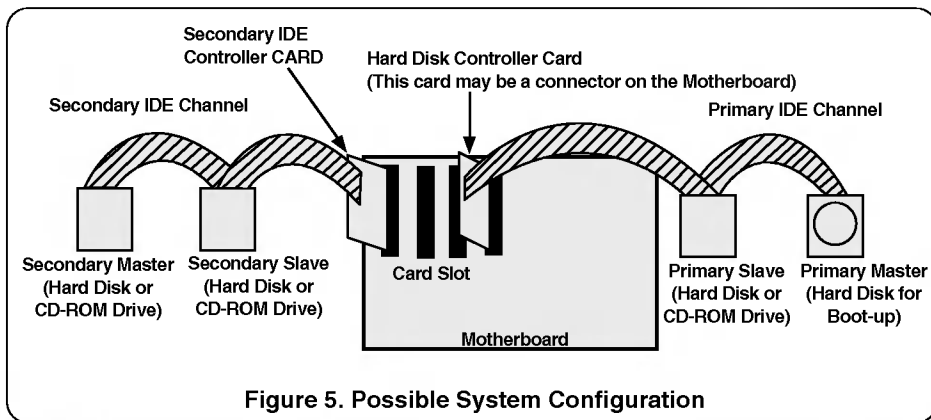 Secondary IDE
Controller CARD
Hard Disk Controller Card
(This card may be a connector on the Motherboard)
Secondary IDE Channel
Primary IDE Channel
Secondary Master
(Hard Disk or
CD-ROM Drive)
Secondary Slave
(Hard Disk or
CD-ROM Drive)
Card Slot
Motherboard
Primary Slave
(Hard Disk or
CD-ROM Drive)
Primary Master
(Hard Disk for
Boot-up)
Figure 5. Possible System Configuration